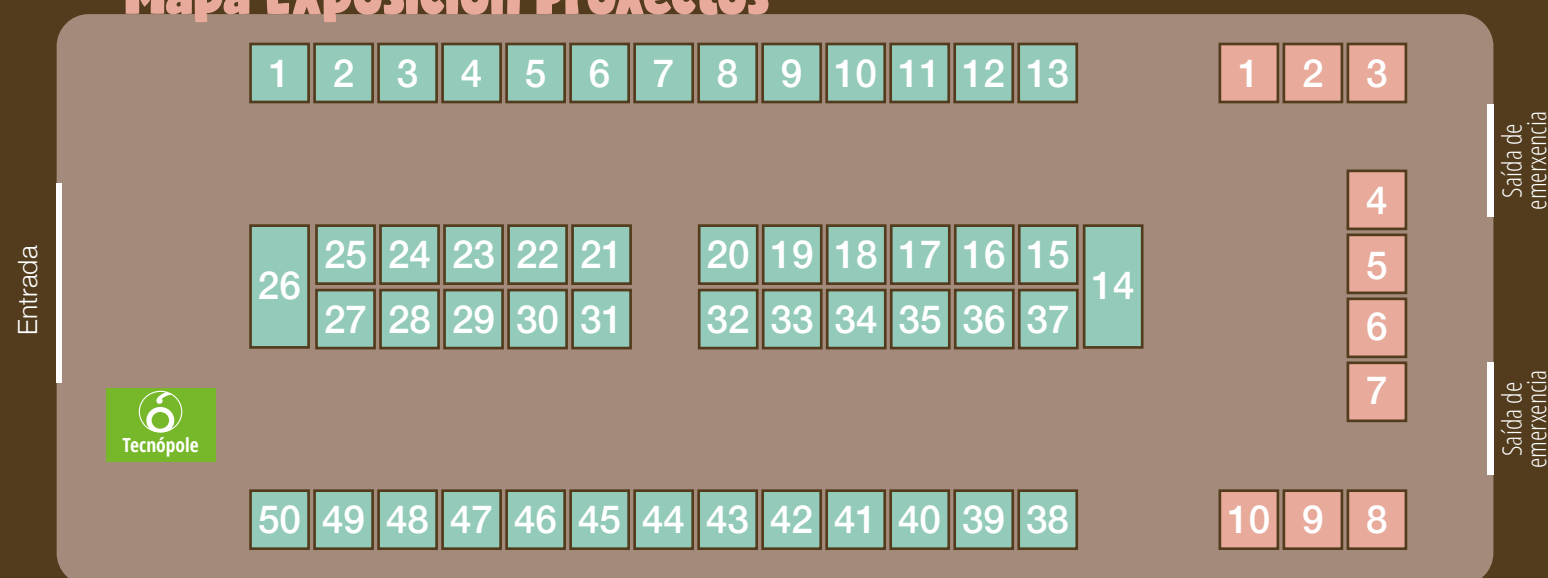 Mapa Exposición Proxectos
1 2 3 4 5 6 7 8 9 10 11 12 13
1 2 3
Saída de
emerxencia
4
25 24 23 22 21
20 19 18 17 16 15
26
14
5
Entrada
27 28 29 30 31
32 33 34 35 36 37
6
7
Saída de
emerxencia
Tecnópole
50 49 48 47 46 45 44 43 42 41 40 39 38
10 9 8